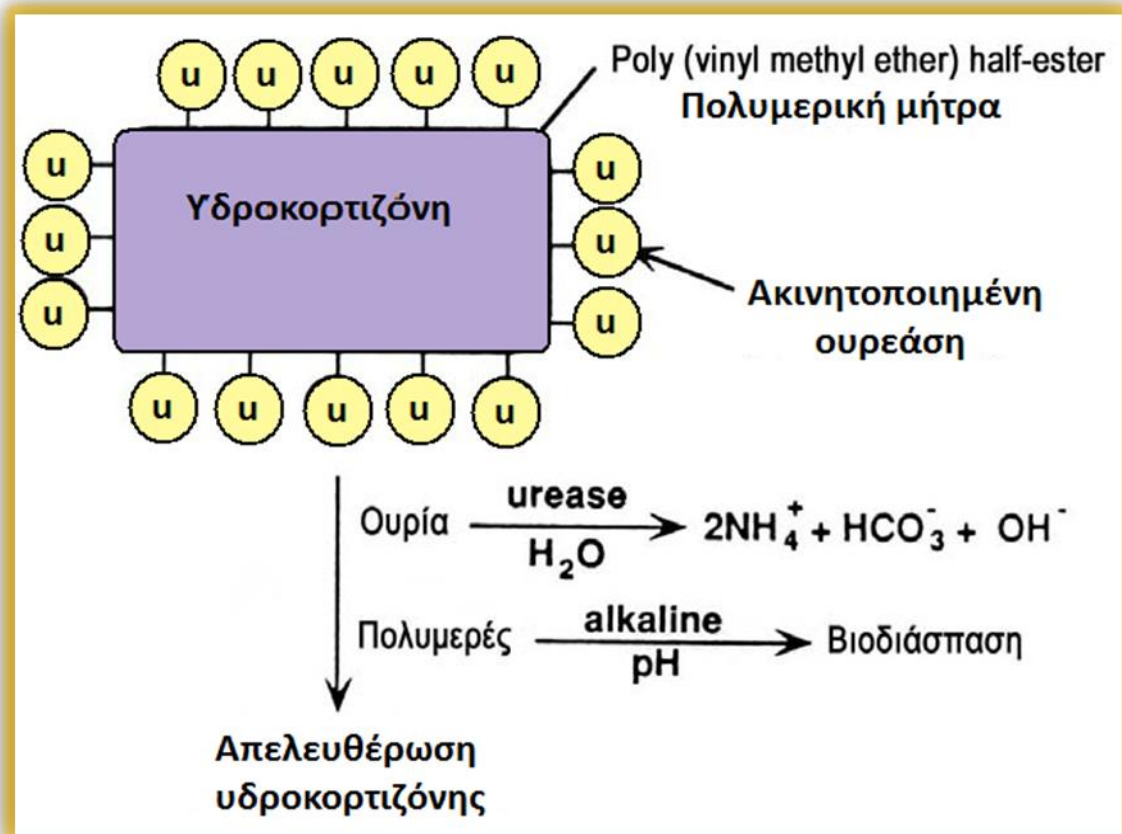 u u u u u
Poly (vinyl methyl ether) half-ester
Πολυμερική μήτρα
u
u
u
Υδροκορτιζόνη
u
u
u
Ακινητοποιημένη
ουρεάση
u u u u u
Ουρία urease H₂O 2NH₄⁺ + HCO₃⁻ + OH⁻
Πολυμερές alkaline pH Βιοδιάσπαση
Απελευθέρωση
υδροκορτιζόνης